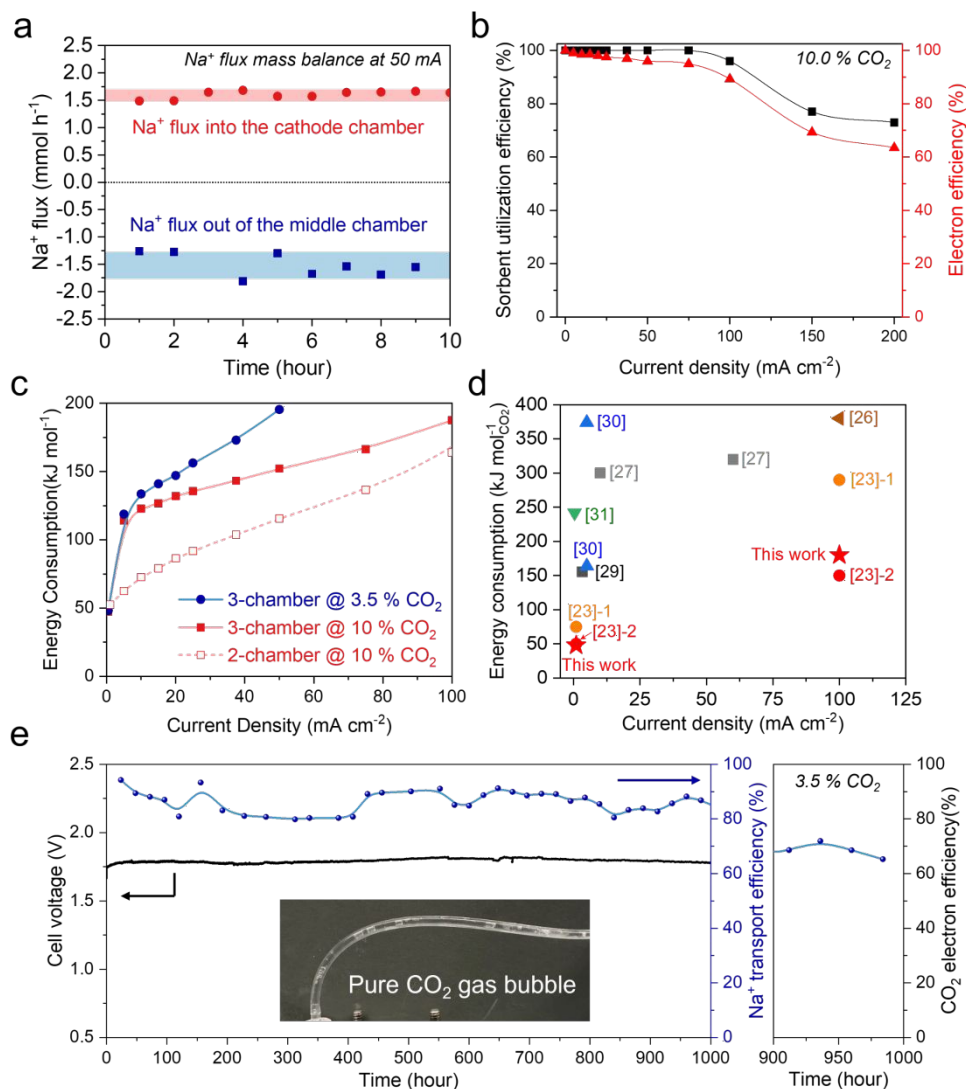 a
Na⁺ flux mass balance at 50 mA
Na⁺ flux into the cathode chamber
Na⁺ flux out of the middle chamber
Na⁺ flux (mmol h⁻¹)
2.5
2.0
1.5
1.0
0.5
0.0
-0.5
-1.0
-1.5
-2.0
-2.5
0 2 4 6 8 10
Time (hour)
b
10.0 % CO₂
Sorbent utilization efficiency (%)
100
80
60
40
20
0
Electron efficiency (%)
100
80
60
40
20
0
0 25 50 75 100 125 150 175 200
Current density (mA cm⁻²)
c
Energy Consumption(kJ mol⁻¹)
200
150
100
50
0
3-chamber @ 3.5 % CO₂
3-chamber @ 10 % CO₂
2-chamber @ 10 % CO₂
0 20 40 60 80 100
Current Density (mA cm⁻²)
d
Energy consumption (kJ mol⁻¹CO₂)
400
350
300
250
200
150
100
50
0
[30]
[26]
[27]
[27]
[23]-1
[31]
[30]
[29]
This work
[23]-2
[23]-1
[23]-2
This work
0 25 50 75 100 125
Current density (mA cm⁻²)
e
Cell voltage (V)
2.5
2.0
1.5
1.0
0.5
Pure CO₂ gas bubble
100
80
60
40
20
0
Na⁺ transport efficiency (%)
0 100 200 300 400 500 600 700 800 900 1000
Time (hour)
3.5 % CO₂
100
80
60
40
20
0
CO₂ electron efficiency(%)
900 950 1000
Time (hour)